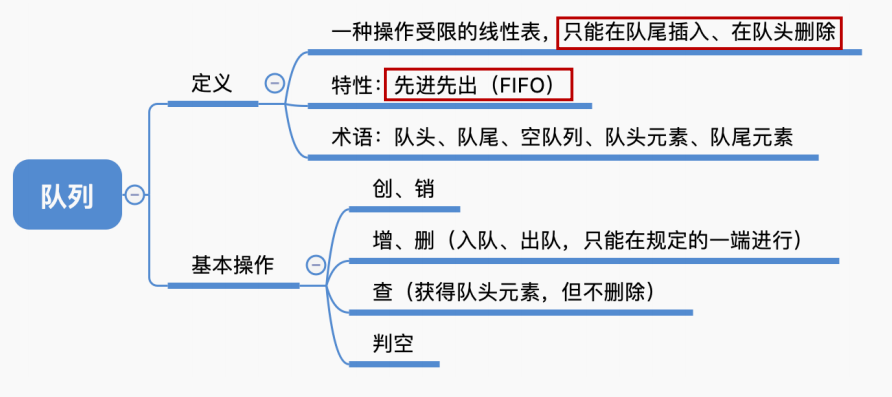 队列
定义
一种操作受限的线性表，只能在队尾插入、在队头删除
特性：先进先出（FIFO）
术语：队头、队尾、空队列、队头元素、队尾元素
基本操作
创、销
增、删（入队、出队，只能在规定的一端进行）
查（获得队头元素，但不删除）
判空